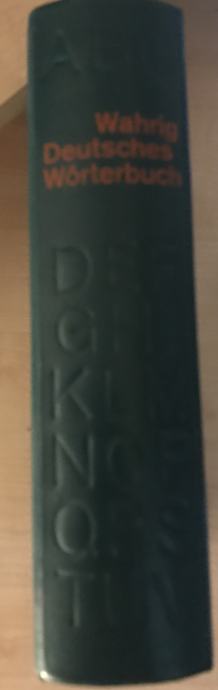 A B C
Wahrig
Deutsches
Wörterbuch
D E F
G H
K L M
N O P
Q R S
T U V